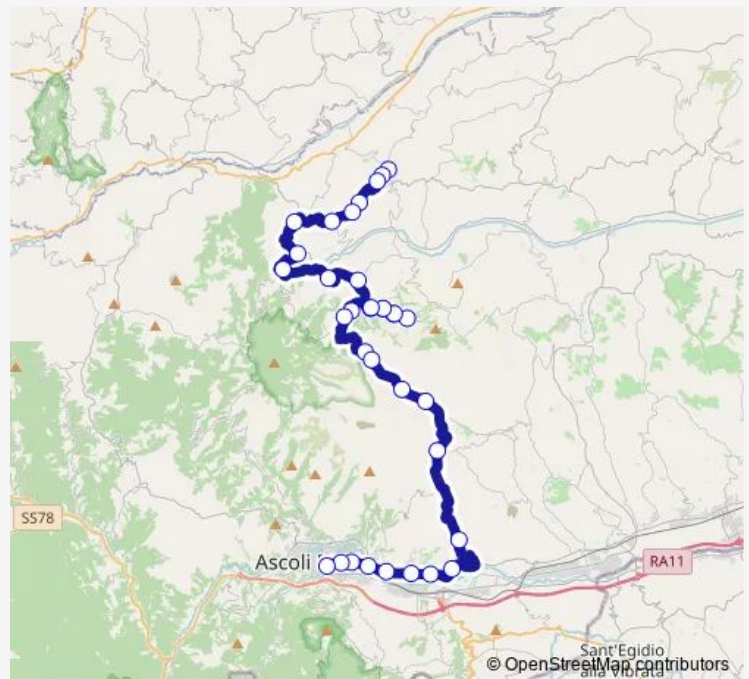 SS78
Ascoli
RA11
Sant'Egidio
alla Vibrata
© OpenStreetMap contributors